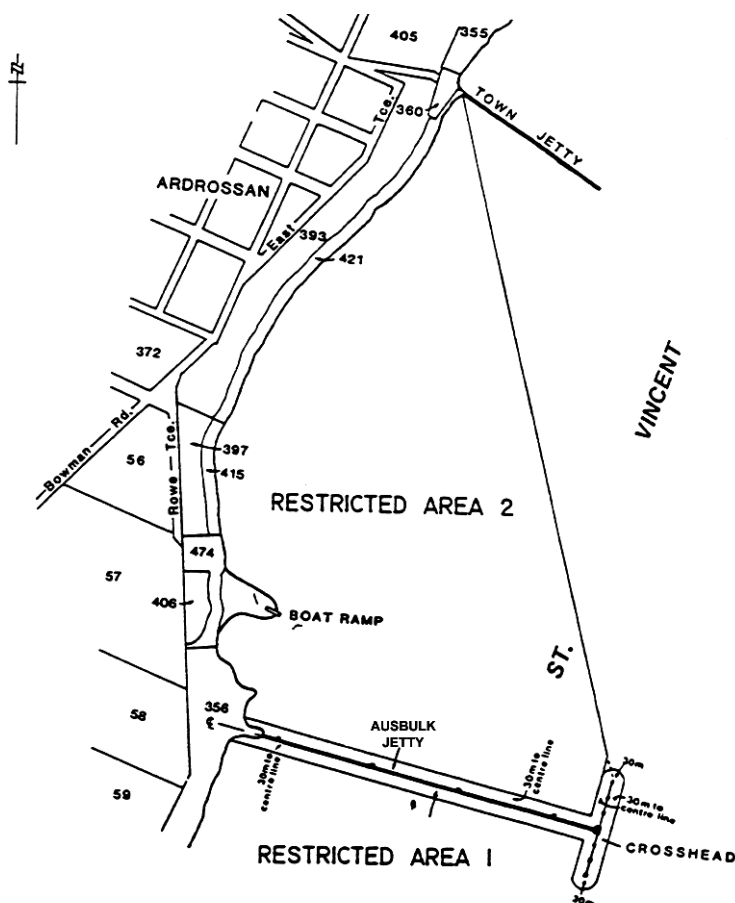 405
355
N
Tce.
360
TOWN JETTY
ARDROSSAN
East
393
421
372
VINCENT
Bowman Rd.
56
Rowe Tce.
397
415
RESTRICTED AREA 2
474
57
406
BOAT RAMP
ST.
356
58
AUSBULK
JETTY
30m
30m to
centre line
30m to
centre line
30m to
centre line
59
CROSSHEAD
RESTRICTED AREA 1
30m